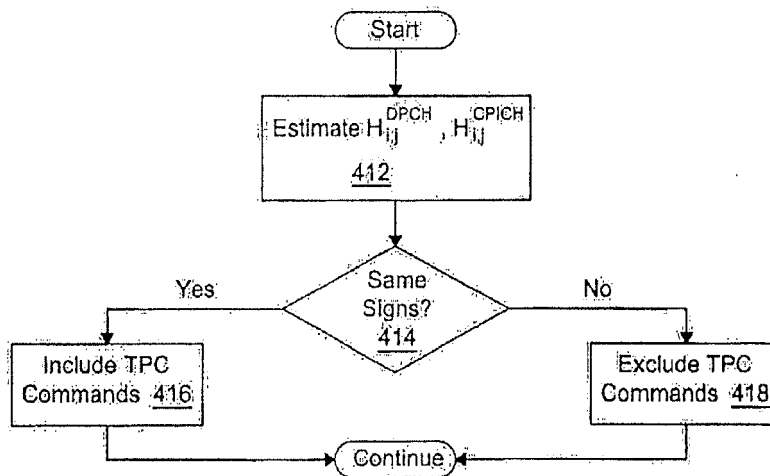 Start
Estimate H_{i,j}^{DPCH} , H_{i,j}^{CPICH}
412
Same
Signs?
414
Yes
No
Include TPC
Commands 416
Exclude TPC
Commands 418
Continue